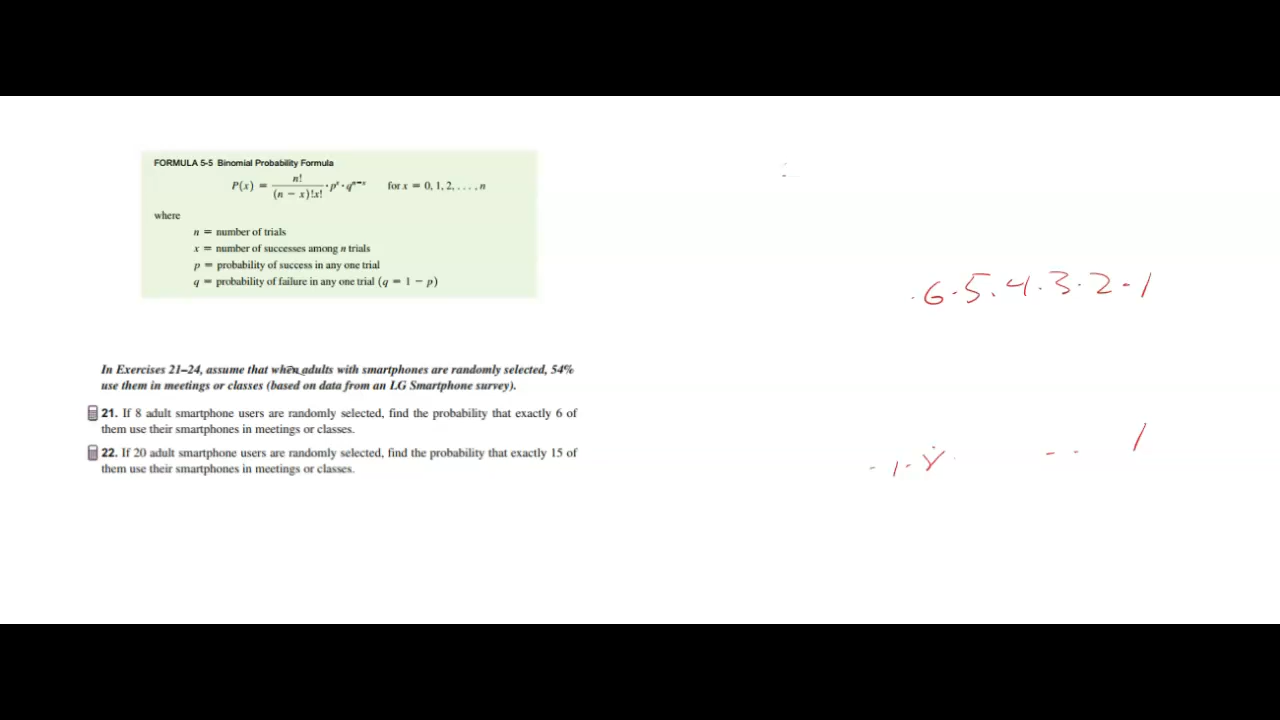 FORMULA 5-5 Binomial Probability Formula
P(x) = n! / (n − x)!x! · pˣ · qⁿ⁻ˣ for x = 0, 1, 2, . . . , n
where
n = number of trials
x = number of successes among n trials
p = probability of success in any one trial
q = probability of failure in any one trial (q = 1 − p)
· 6 · 5 · 4 · 3 · 2 · 1
In Exercises 21–24, assume that when adults with smartphones are randomly selected, 54%
use them in meetings or classes (based on data from an LG Smartphone survey).
21. If 8 adult smartphone users are randomly selected, find the probability that exactly 6 of
them use their smartphones in meetings or classes.
22. If 20 adult smartphone users are randomly selected, find the probability that exactly 15 of
them use their smartphones in meetings or classes.